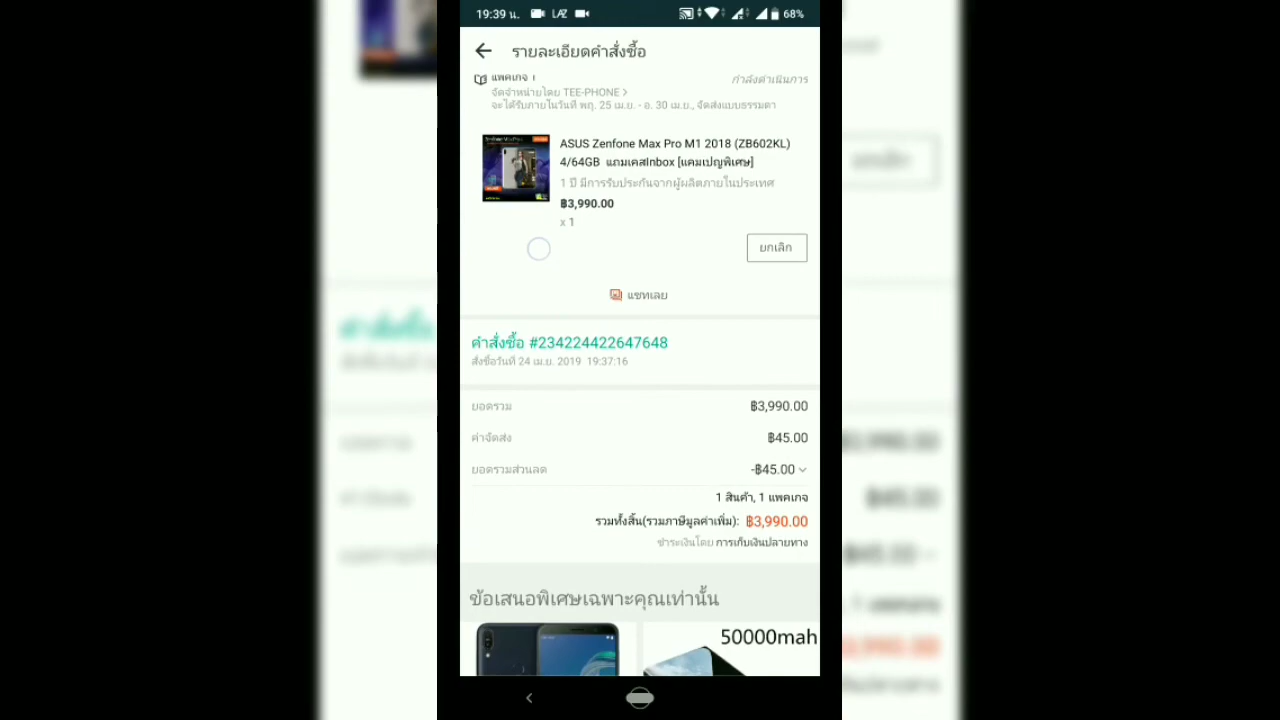 19:39 น. LAZ 68%
รายละเอียดคำสั่งซื้อ
แพคเกจ 1
กำลังดำเนินการ
จัดจำหน่ายโดย TEE-PHONE >
จะได้รับภายในวันที่ พฤ. 25 เม.ย. - อ. 30 เม.ย., จัดส่งแบบธรรมดา
ASUS Zenfone Max Pro M1 2018 (ZB602KL)
4/64GB แถมเคสInbox [แคมเปญพิเศษ]
1 ปี มีการรับประกันจากผู้ผลิตภายในประเทศ
฿3,990.00
x 1
ยกเลิก
แชทเลย
คำสั่งซื้อ #234224422647648
สั่งซื้อวันที่ 24 เม.ย. 2019 19:37:16
ยอดรวม ฿3,990.00
ค่าจัดส่ง ฿45.00
ยอดรวมส่วนลด -฿45.00
1 สินค้า, 1 แพคเกจ
รวมทั้งสิ้น(รวมภาษีมูลค่าเพิ่ม): ฿3,990.00
ชำระเงินโดย การเก็บเงินปลายทาง
ข้อเสนอพิเศษเฉพาะคุณเท่านั้น
50000mah